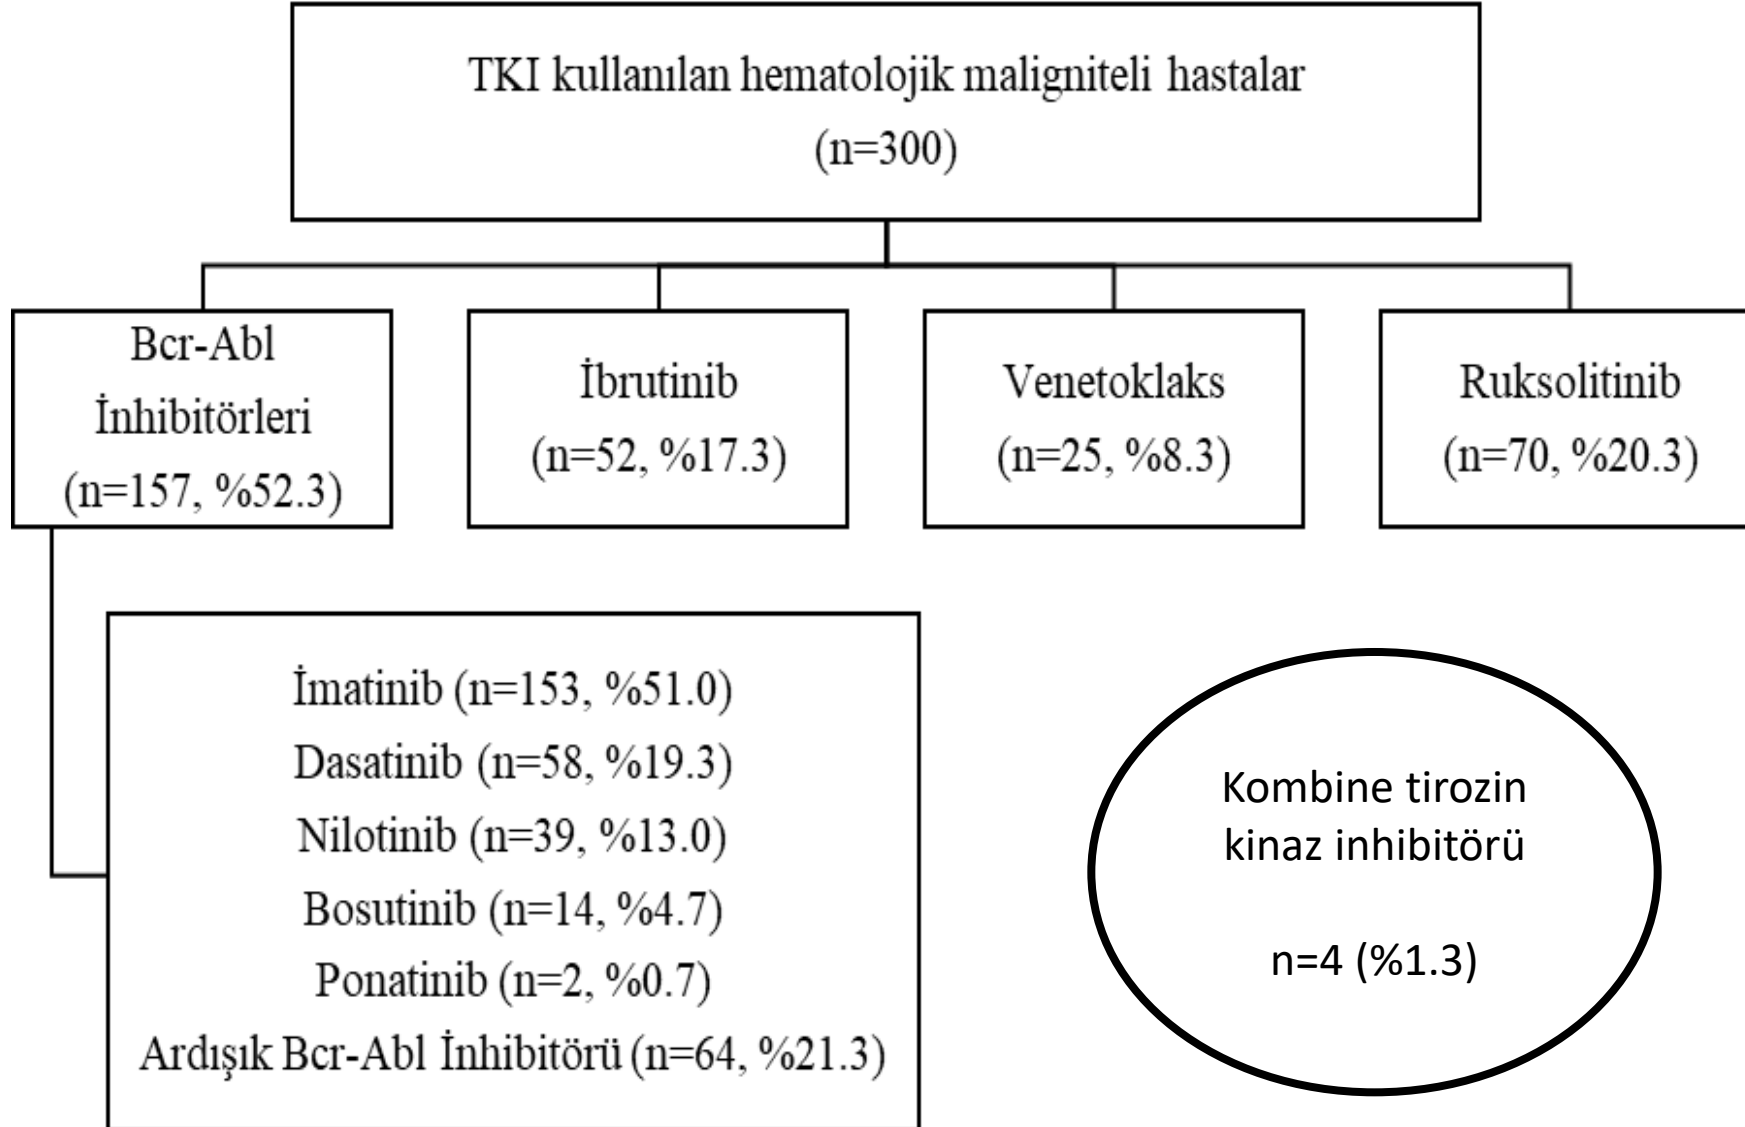 TKI kullanılan hematolojik maligniteli hastalar
(n=300)
Bcr-Abl
İnhibitörleri
(n=157, %52.3)
İbrutinib
(n=52, %17.3)
Venetoklaks
(n=25, %8.3)
Ruksolitinib
(n=70, %20.3)
İmatinib (n=153, %51.0)
Dasatinib (n=58, %19.3)
Nilotinib (n=39, %13.0)
Bosutinib (n=14, %4.7)
Ponatinib (n=2, %0.7)
Ardışık Bcr-Abl İnhibitörü (n=64, %21.3)
Kombine tirozin
kinaz inhibitörü
n=4 (%1.3)